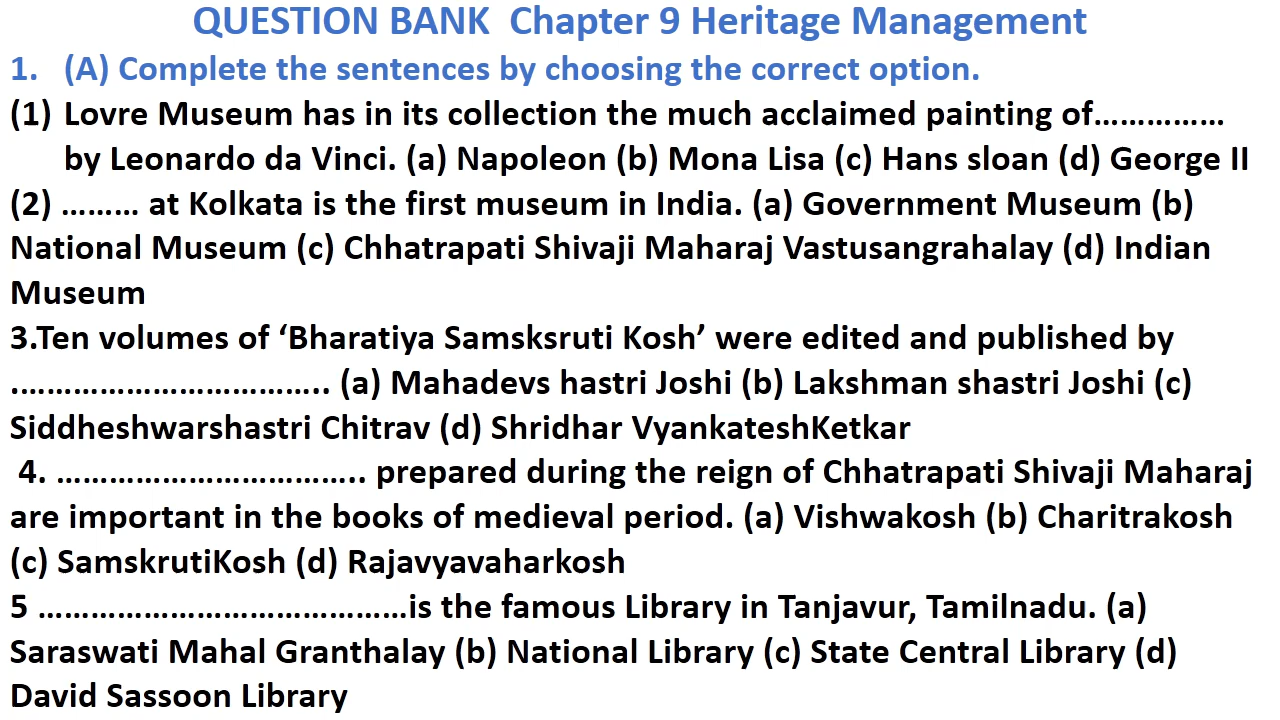 QUESTION BANK  Chapter 9 Heritage Management
1.   (A) Complete the sentences by choosing the correct option.
(1) Lovre Museum has in its collection the much acclaimed painting of……………
by Leonardo da Vinci. (a) Napoleon (b) Mona Lisa (c) Hans sloan (d) George II
(2) ……… at Kolkata is the first museum in India. (a) Government Museum (b)
National Museum (c) Chhatrapati Shivaji Maharaj Vastusangrahalay (d) Indian
Museum
3.Ten volumes of ‘Bharatiya Samsksruti Kosh’ were edited and published by
.…………………………….. (a) Mahadevs hastri Joshi (b) Lakshman shastri Joshi (c)
Siddheshwarshastri Chitrav (d) Shridhar VyankateshKetkar
4. …………………………….. prepared during the reign of Chhatrapati Shivaji Maharaj
are important in the books of medieval period. (a) Vishwakosh (b) Charitrakosh
(c) SamskrutiKosh (d) Rajavyavaharkosh
5 ……………………………………is the famous Library in Tanjavur, Tamilnadu. (a)
Saraswati Mahal Granthalay (b) National Library (c) State Central Library (d)
David Sassoon Library